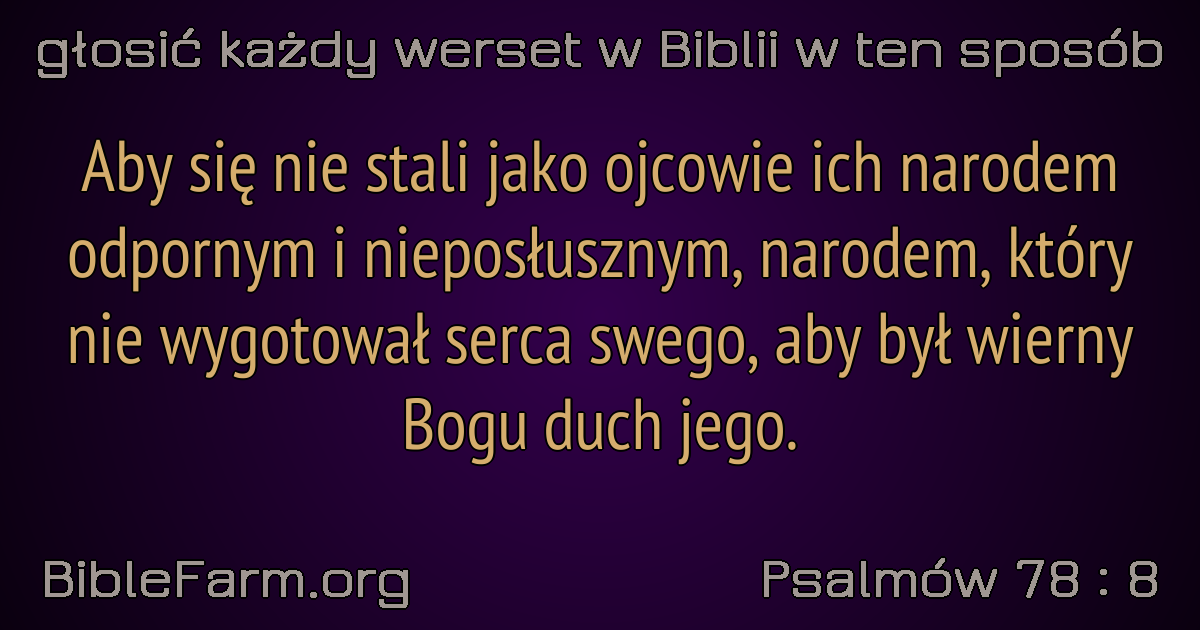 głosić każdy werset w Biblii w ten sposób
Aby się nie stali jako ojcowie ich narodem
odpornym i nieposłusznym, narodem, który
nie wygotował serca swego, aby był wierny
Bogu duch jego.
BibleFarm.org
Psalmów 78 : 8